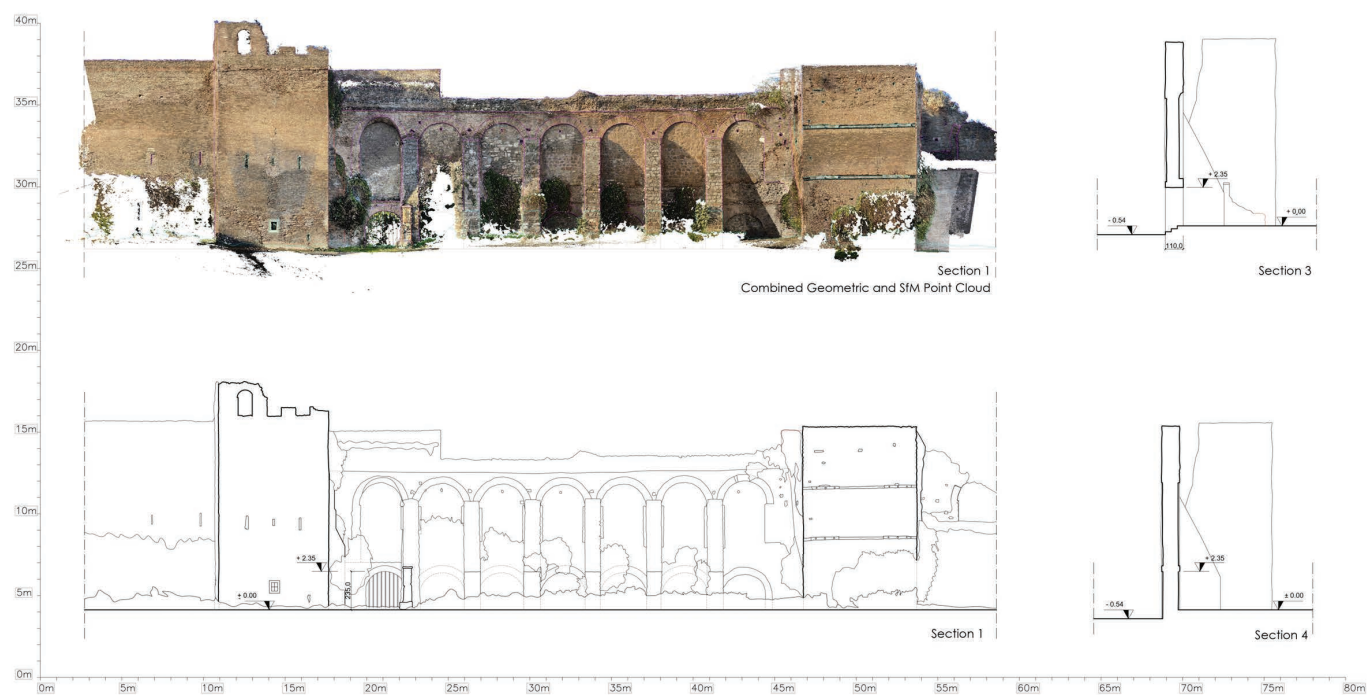 40m
35m
30m
25m
20m
15m
10m
5m
0m
0m
5m
10m
15m
20m
25m
30m
35m
40m
45m
50m
55m
60m
65m
70m
75m
80m
Section 1
Combined Geometric and SfM Point Cloud
+ 2.35
- 0.54
+ 0,00
110,0
Section 3
+ 2.35
± 0.00
235,0
Section 1
+ 2.35
- 0.54
± 0.00
Section 4